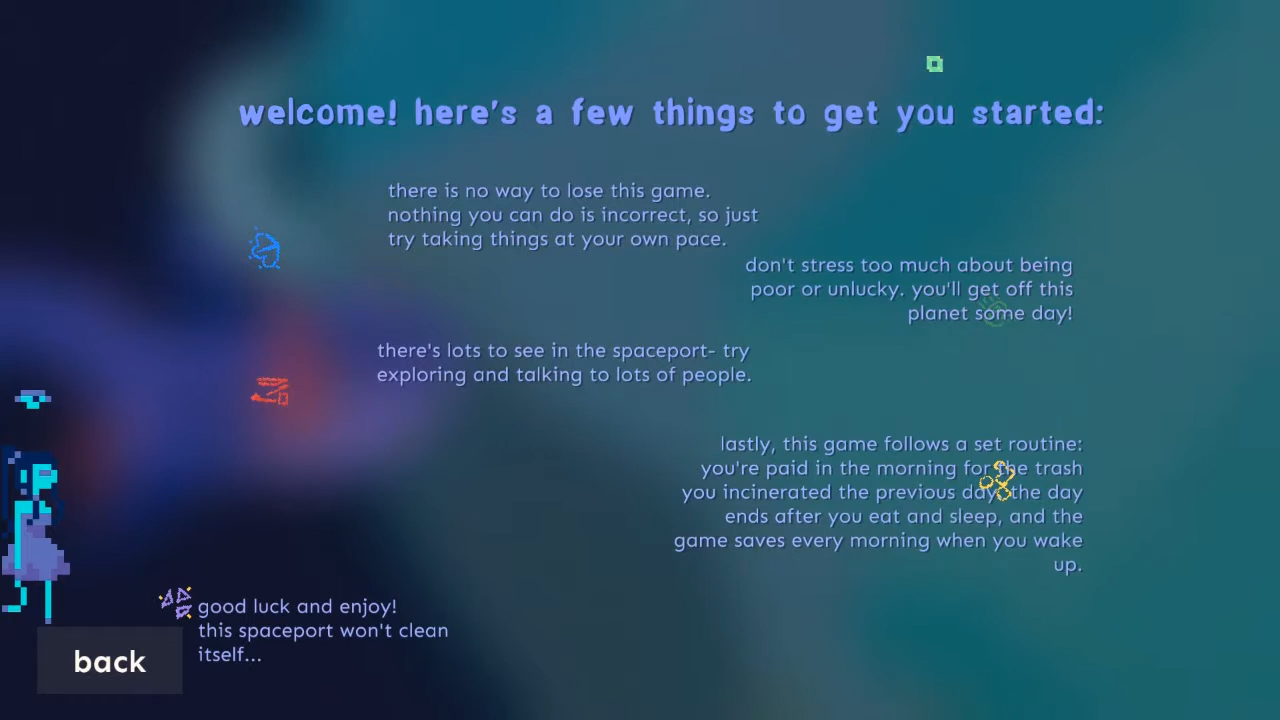 welcome! here's a few things to get you started:
there is no way to lose this game.
nothing you can do is incorrect, so just
try taking things at your own pace.
don't stress too much about being
poor or unlucky. you'll get off this
planet some day!
there's lots to see in the spaceport- try
exploring and talking to lots of people.
lastly, this game follows a set routine:
you're paid in the morning for the trash
you incinerated the previous day, the day
ends after you eat and sleep, and the
game saves every morning when you wake
up.
good luck and enjoy!
this spaceport won't clean
itself...
back